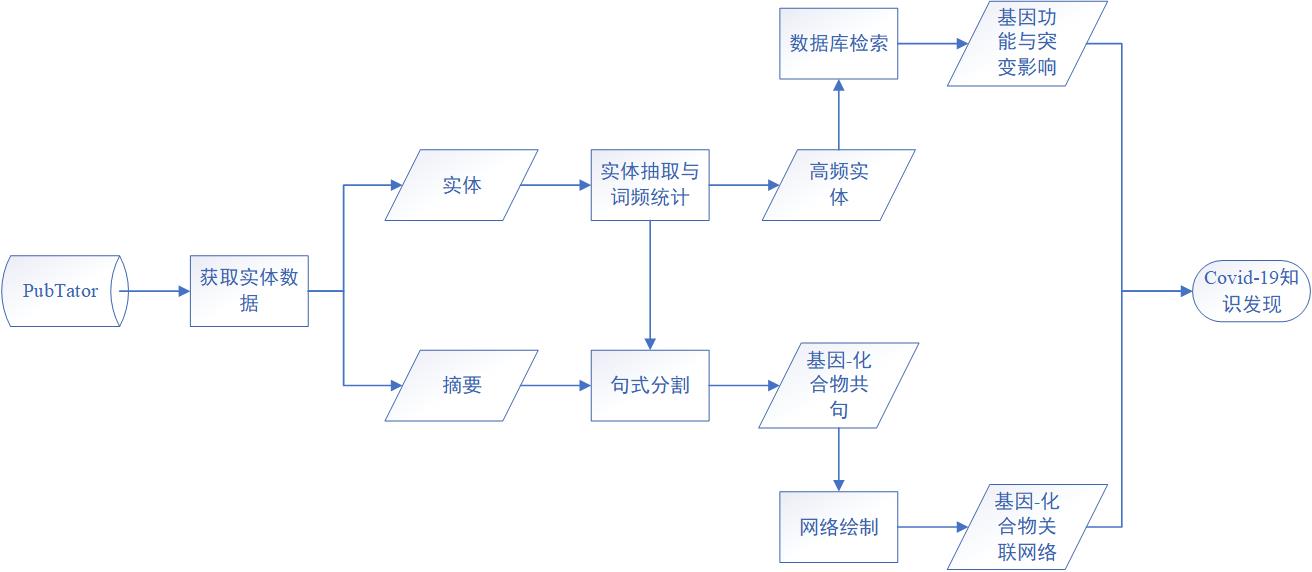 PubTator
获取实体数
据
实体
摘要
实体抽取与
词频统计
句式分割
高频实
体
数据库检索
基因功
能与突
变影响
基因-化
合物共
句
网络绘制
基因-化
合物关
联网络
Covid-19知
识发现